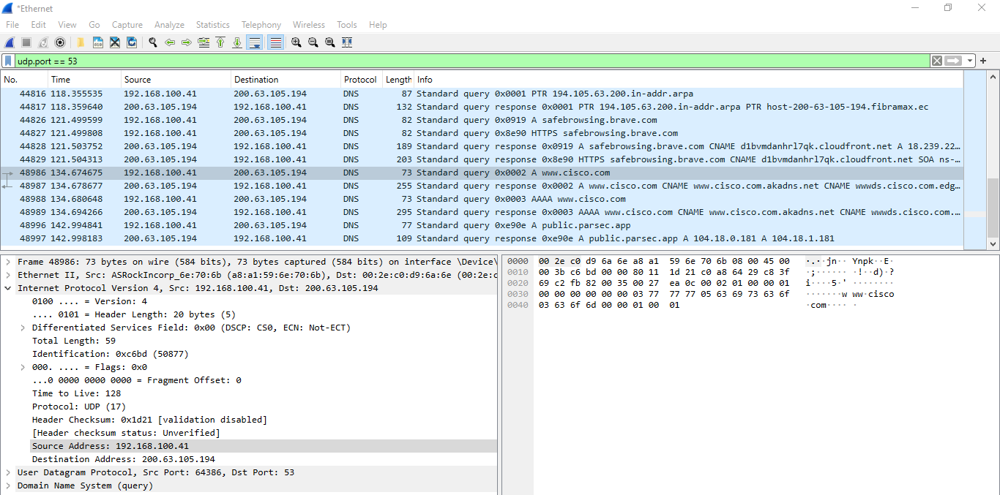 *Ethernet
File Edit View Go Capture Analyze Statistics Telephony Wireless Tools Help
udp.port == 53
No. Time Source Destination Protocol Length Info
44816 118.355535 192.168.100.41 200.63.105.194 DNS 87 Standard query 0x0001 PTR 194.105.63.200.in-addr.arpa
44817 118.359640 200.63.105.194 192.168.100.41 DNS 132 Standard query response 0x0001 PTR 194.105.63.200.in-addr.arpa PTR host-200-63-105-194.fibramax.ec
44826 121.499599 192.168.100.41 200.63.105.194 DNS 82 Standard query 0x0919 A safebrowsing.brave.com
44827 121.499808 192.168.100.41 200.63.105.194 DNS 82 Standard query 0x8e90 HTTPS safebrowsing.brave.com
44828 121.503752 200.63.105.194 192.168.100.41 DNS 189 Standard query response 0x0919 A safebrowsing.brave.com CNAME d1bvmdanhrl7qk.cloudfront.net A 18.239.22…
44829 121.504313 200.63.105.194 192.168.100.41 DNS 203 Standard query response 0x8e90 HTTPS safebrowsing.brave.com CNAME d1bvmdanhrl7qk.cloudfront.net SOA ns-…
48986 134.674675 192.168.100.41 200.63.105.194 DNS 73 Standard query 0x0002 A www.cisco.com
48987 134.678677 200.63.105.194 192.168.100.41 DNS 255 Standard query response 0x0002 A www.cisco.com CNAME www.cisco.com.akadns.net CNAME wwwds.cisco.com.edg…
48988 134.680648 192.168.100.41 200.63.105.194 DNS 73 Standard query 0x0003 AAAA www.cisco.com
48989 134.694266 200.63.105.194 192.168.100.41 DNS 295 Standard query response 0x0003 AAAA www.cisco.com CNAME www.cisco.com.akadns.net CNAME wwwds.cisco.com.…
48996 142.994841 192.168.100.41 200.63.105.194 DNS 77 Standard query 0xe90e A public.parsec.app
48997 142.998183 200.63.105.194 192.168.100.41 DNS 109 Standard query response 0xe90e A public.parsec.app A 104.18.0.181 A 104.18.1.181
Frame 48986: 73 bytes on wire (584 bits), 73 bytes captured (584 bits) on interface \Device\
Ethernet II, Src: ASRockIncorp_6e:70:6b (a8:a1:59:6e:70:6b), Dst: 00:2e:c0:d9:6a:6e (00:2e:c
Internet Protocol Version 4, Src: 192.168.100.41, Dst: 200.63.105.194
0100 .... = Version: 4
.... 0101 = Header Length: 20 bytes (5)
Differentiated Services Field: 0x00 (DSCP: CS0, ECN: Not-ECT)
Total Length: 59
Identification: 0xc6bd (50877)
000. .... = Flags: 0x0
...0 0000 0000 0000 = Fragment Offset: 0
Time to Live: 128
Protocol: UDP (17)
Header Checksum: 0x1d21 [validation disabled]
[Header checksum status: Unverified]
Source Address: 192.168.100.41
Destination Address: 200.63.105.194
User Datagram Protocol, Src Port: 64386, Dst Port: 53
Domain Name System (query)
0000 00 2e c0 d9 6a 6e a8 a1 59 6e 70 6b 08 00 45 00 ·.··jn·· Ynpk··E·
0010 00 3b c6 bd 00 00 80 11 1d 21 c0 a8 64 29 c8 3f ·;······ ·!··d)·?
0020 69 c2 fb 82 00 35 00 27 ea 0c 00 02 01 00 00 01 i····5·' ········
0030 00 00 00 00 00 00 03 77 77 77 05 63 69 73 63 6f ·······w ww·cisco
0040 03 63 6f 6d 00 00 01 00 01 ·com···· ·